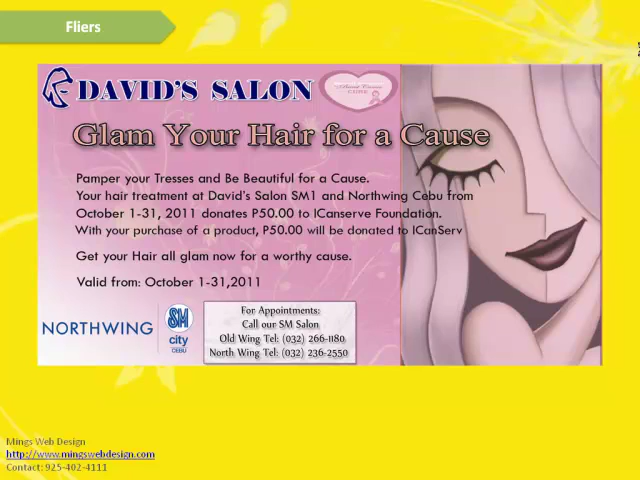 Fliers
DAVID'S SALON
Glam Your Hair for a Cause
Pamper your Tresses and Be Beautiful for a Cause.
Your hair treatment at David's Salon SM1 and Northwing Cebu from
October 1-31, 2011 donates P50.00 to ICanserve Foundation.
With your purchase of a product, P50.00 will be donated to ICanServ
Get your Hair all glam now for a worthy cause.
Valid from: October 1-31,2011
NORTHWING
SM
city
CEBU
For Appointments:
Call our SM Salon
Old Wing Tel: (032) 266-1180
North Wing Tel: (032) 236-2550
Mings Web Design
http://www.mingswebdesign.com
Contact: 925-402-4111